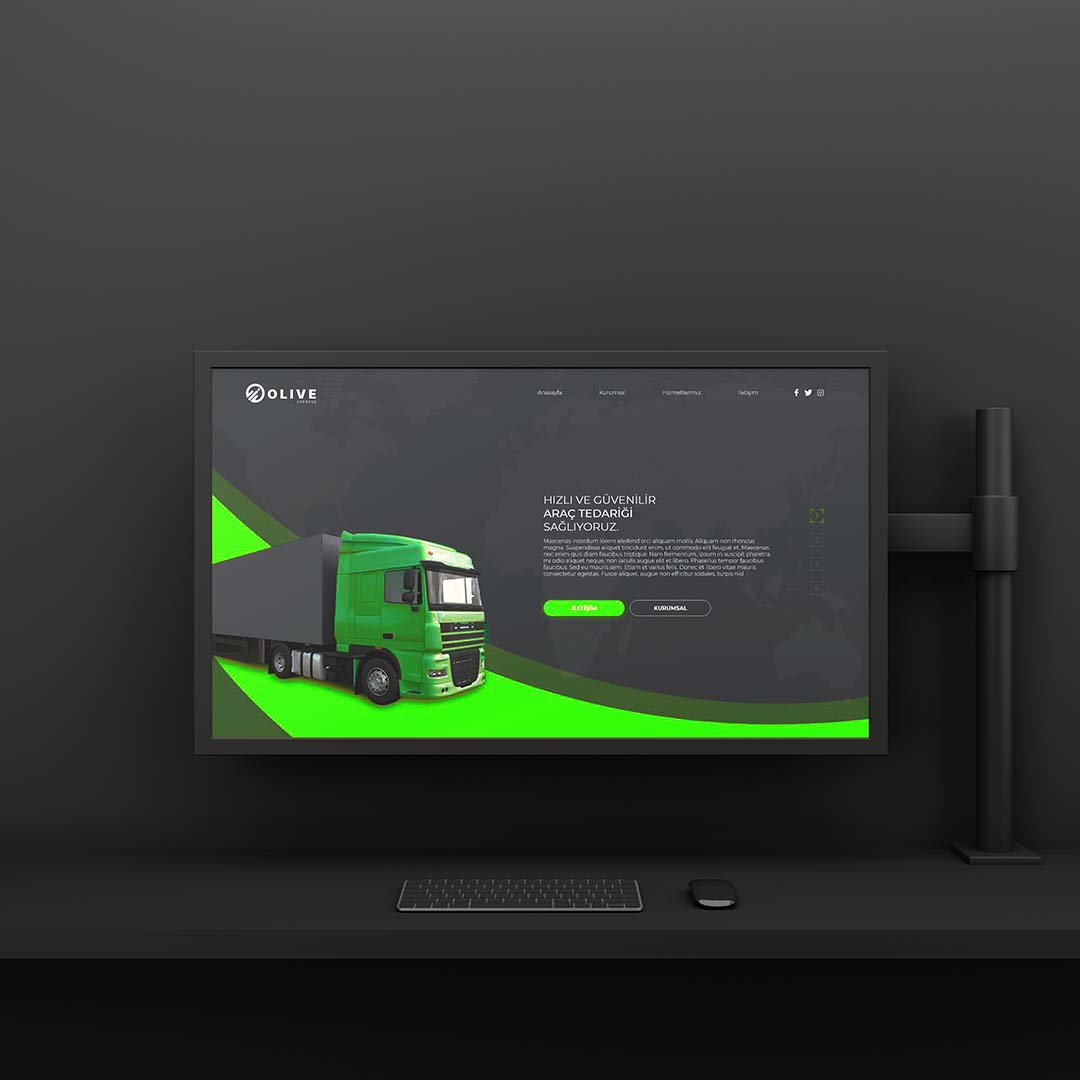 OLIVE
EXPRESS
Anasayfa Kurumsal Hizmetlerimiz İletişim
HIZLI VE GÜVENİLİR
ARAÇ TEDARİĞİ
SAĞLIYORUZ.
Maecenas interdum lorem eleifend orci aliquam mollis. Aliquam non rhoncus
magna. Suspendisse aliquet tincidunt enim, ut commodo elit feugiat et. Maecenas
nec enim quis diam faucibus tristique. Nam fermentum, ipsum in suscipit pharetra,
mi odio aliquet neque, non iaculis augue elit et libero. Phasellus tempor faucibus
faucibus. Sed eu mauris sem. Etiam et varius felis. Donec et libero vitae mauris
consectetur egestas. Fusce aliquet, augue non efficitur sodales, turpis nisl
İLETİŞİM KURUMSAL